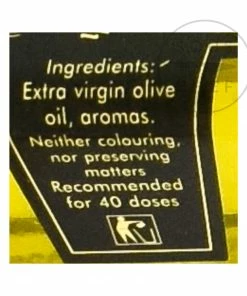 Ingredients:
Extra virgin olive
oil, aromas.
Neither colouring,
nor preserving
matters
Recommended
for 40 doses